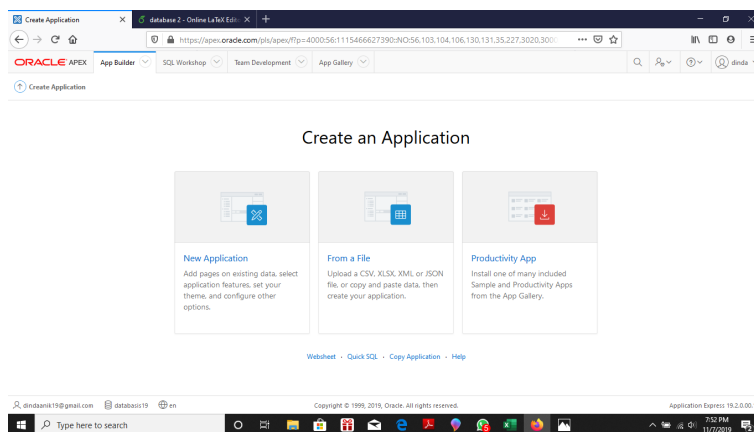 Create Application
database 2 - Online LaTeX Edito
https://apex.oracle.com/pls/apex/f?p=4000:56:1115466627390::NO:56,103,104,106,130,131,35,227,3020,300
ORACLE APEX App Builder SQL Workshop Team Development App Gallery dinda
Create Application
Create an Application
New Application
Add pages on existing data, select
application features, set your
theme, and configure other
options.
From a File
Upload a CSV, XLSX, XML or JSON
file, or copy and paste data, then
create your application.
Productivity App
Install one of many included
Sample and Productivity Apps
from the App Gallery.
Websheet • Quick SQL • Copy Application • Help
dindaanik19@gmail.com databasis19 en Copyright © 1999, 2019, Oracle. All rights reserved. Application Express 19.2.0.00.
Type here to search
7:52 PM
11/7/2019